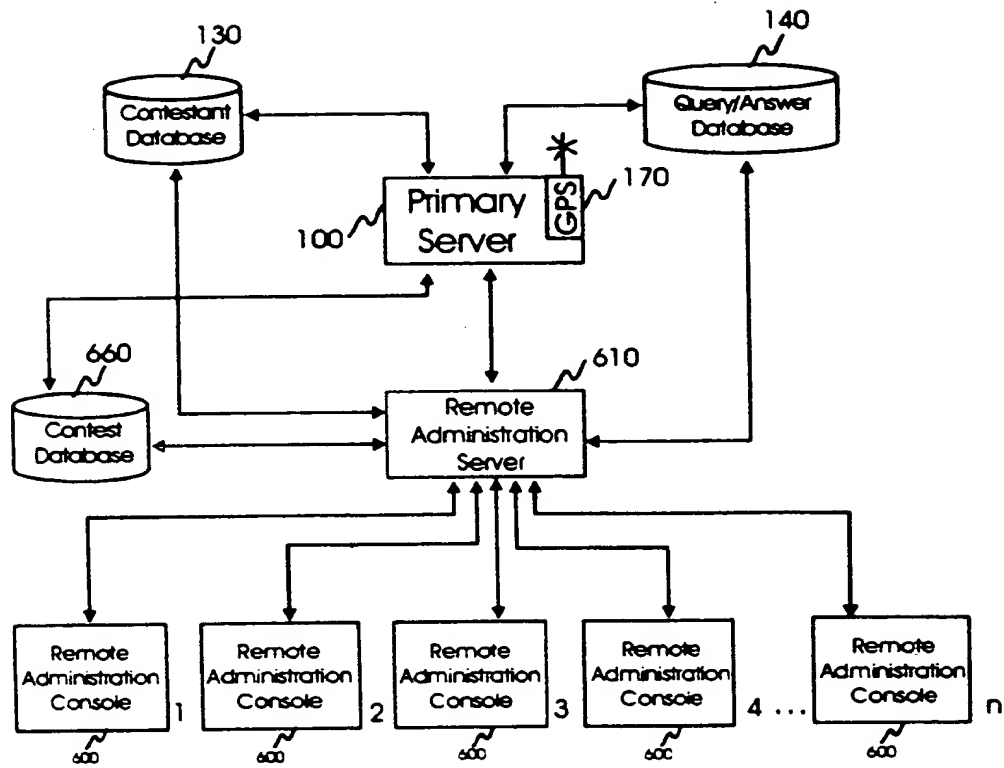 130
140
Contestant
Database
Query/Answer
Database
Primary
Server
GPS
170
100
660
610
Contest
Database
Remote
Administration
Server
Remote
Administration
Console
1
600
Remote
Administration
Console
2
600
Remote
Administration
Console
3
600
Remote
Administration
Console
4 ...
600
Remote
Administration
Console
n
600